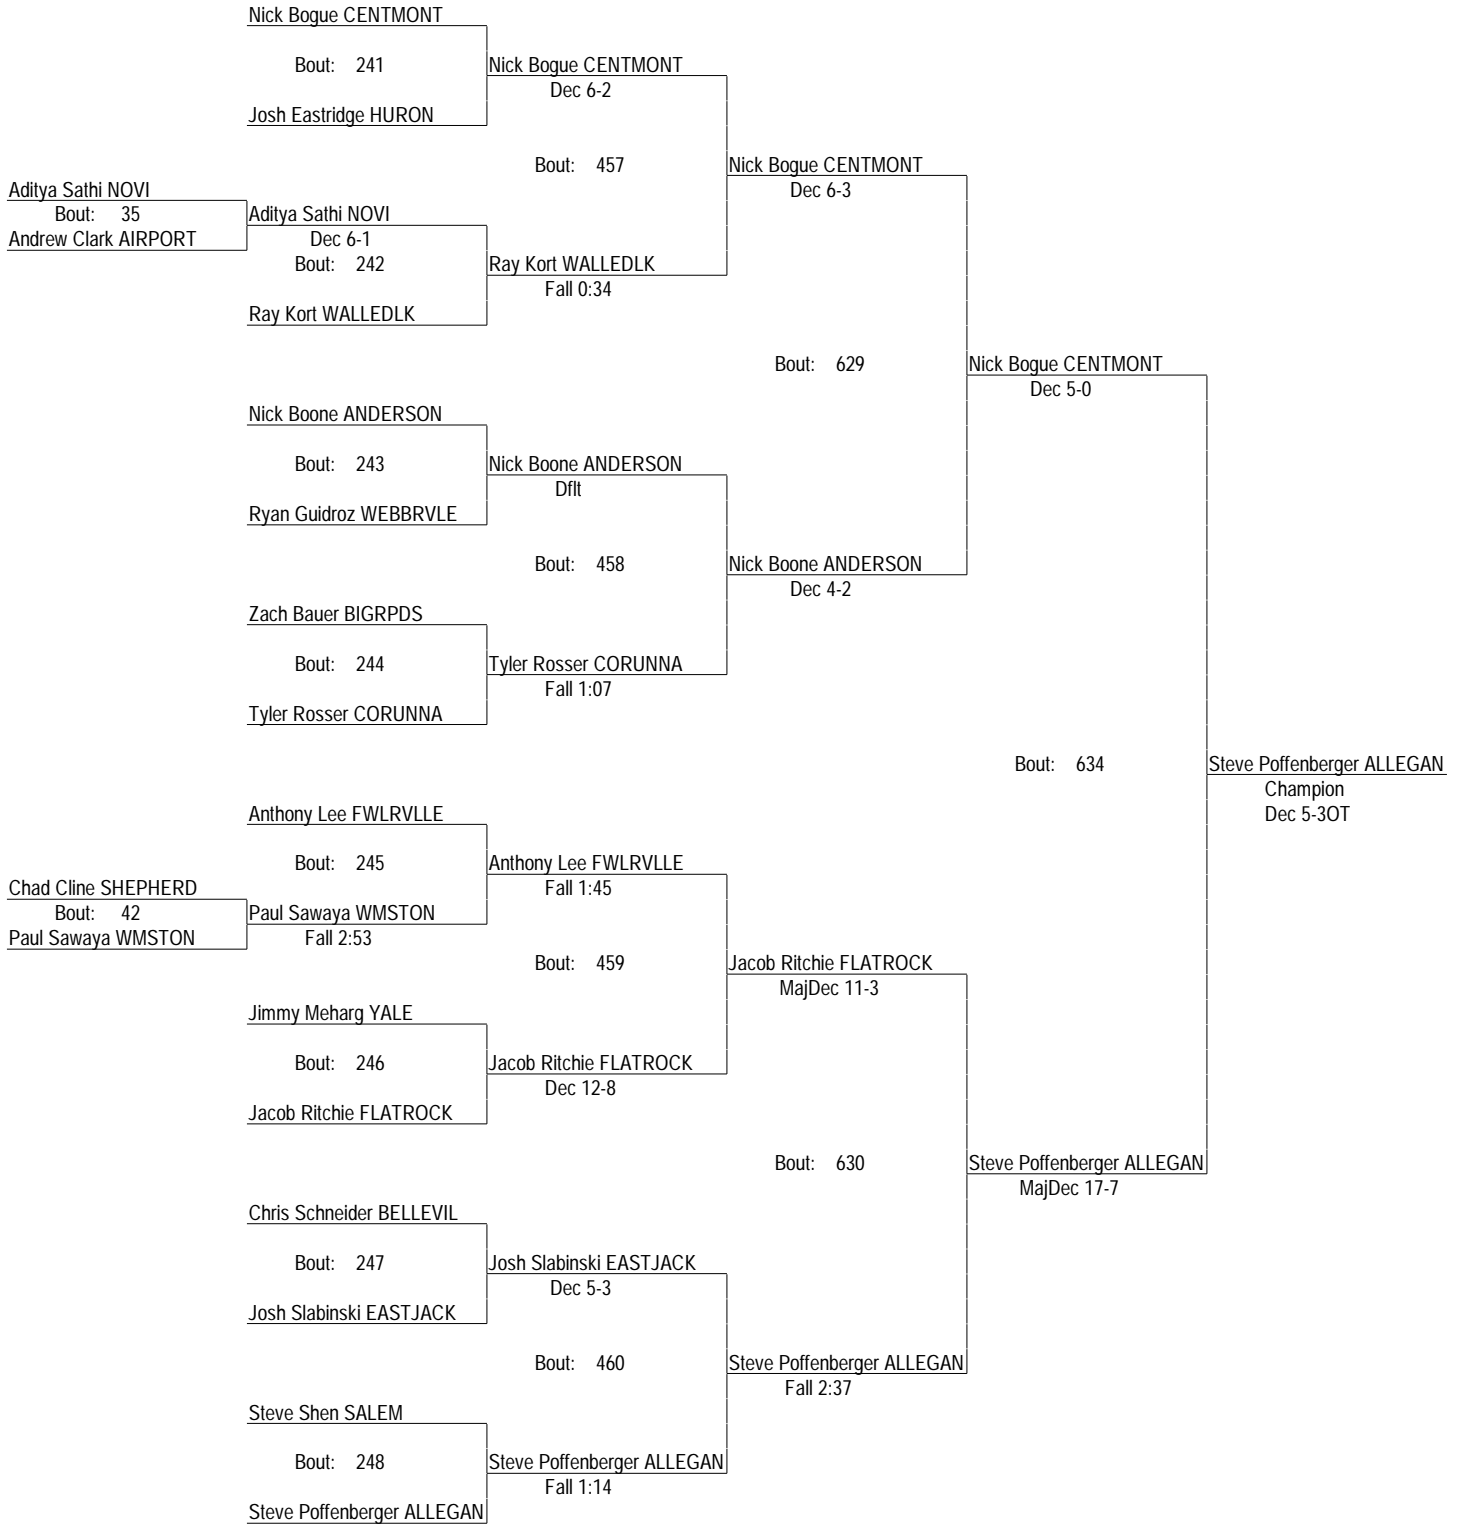 Nick Bogue CENTMONT
Bout: 241
Nick Bogue CENTMONT
Dec 6-2
Josh Eastridge HURON
Bout: 457
Nick Bogue CENTMONT
Dec 6-3
Aditya Sathi NOVI
Bout: 35
Aditya Sathi NOVI
Andrew Clark AIRPORT
Dec 6-1
Bout: 242
Ray Kort WALLEDLK
Fall 0:34
Ray Kort WALLEDLK
Bout: 629
Nick Bogue CENTMONT
Dec 5-0
Nick Boone ANDERSON
Bout: 243
Nick Boone ANDERSON
Dflt
Ryan Guidroz WEBBRVLE
Bout: 458
Nick Boone ANDERSON
Dec 4-2
Zach Bauer BIGRPDS
Bout: 244
Tyler Rosser CORUNNA
Fall 1:07
Tyler Rosser CORUNNA
Bout: 634
Steve Poffenberger ALLEGAN
Champion
Dec 5-3OT
Anthony Lee FWLRVLLE
Bout: 245
Anthony Lee FWLRVLLE
Fall 1:45
Chad Cline SHEPHERD
Bout: 42
Paul Sawaya WMSTON
Paul Sawaya WMSTON
Fall 2:53
Bout: 459
Jacob Ritchie FLATROCK
MajDec 11-3
Jimmy Meharg YALE
Bout: 246
Jacob Ritchie FLATROCK
Dec 12-8
Jacob Ritchie FLATROCK
Bout: 630
Steve Poffenberger ALLEGAN
MajDec 17-7
Chris Schneider BELLEVIL
Bout: 247
Josh Slabinski EASTJACK
Dec 5-3
Josh Slabinski EASTJACK
Bout: 460
Steve Poffenberger ALLEGAN
Fall 2:37
Steve Shen SALEM
Bout: 248
Steve Poffenberger ALLEGAN
Fall 1:14
Steve Poffenberger ALLEGAN